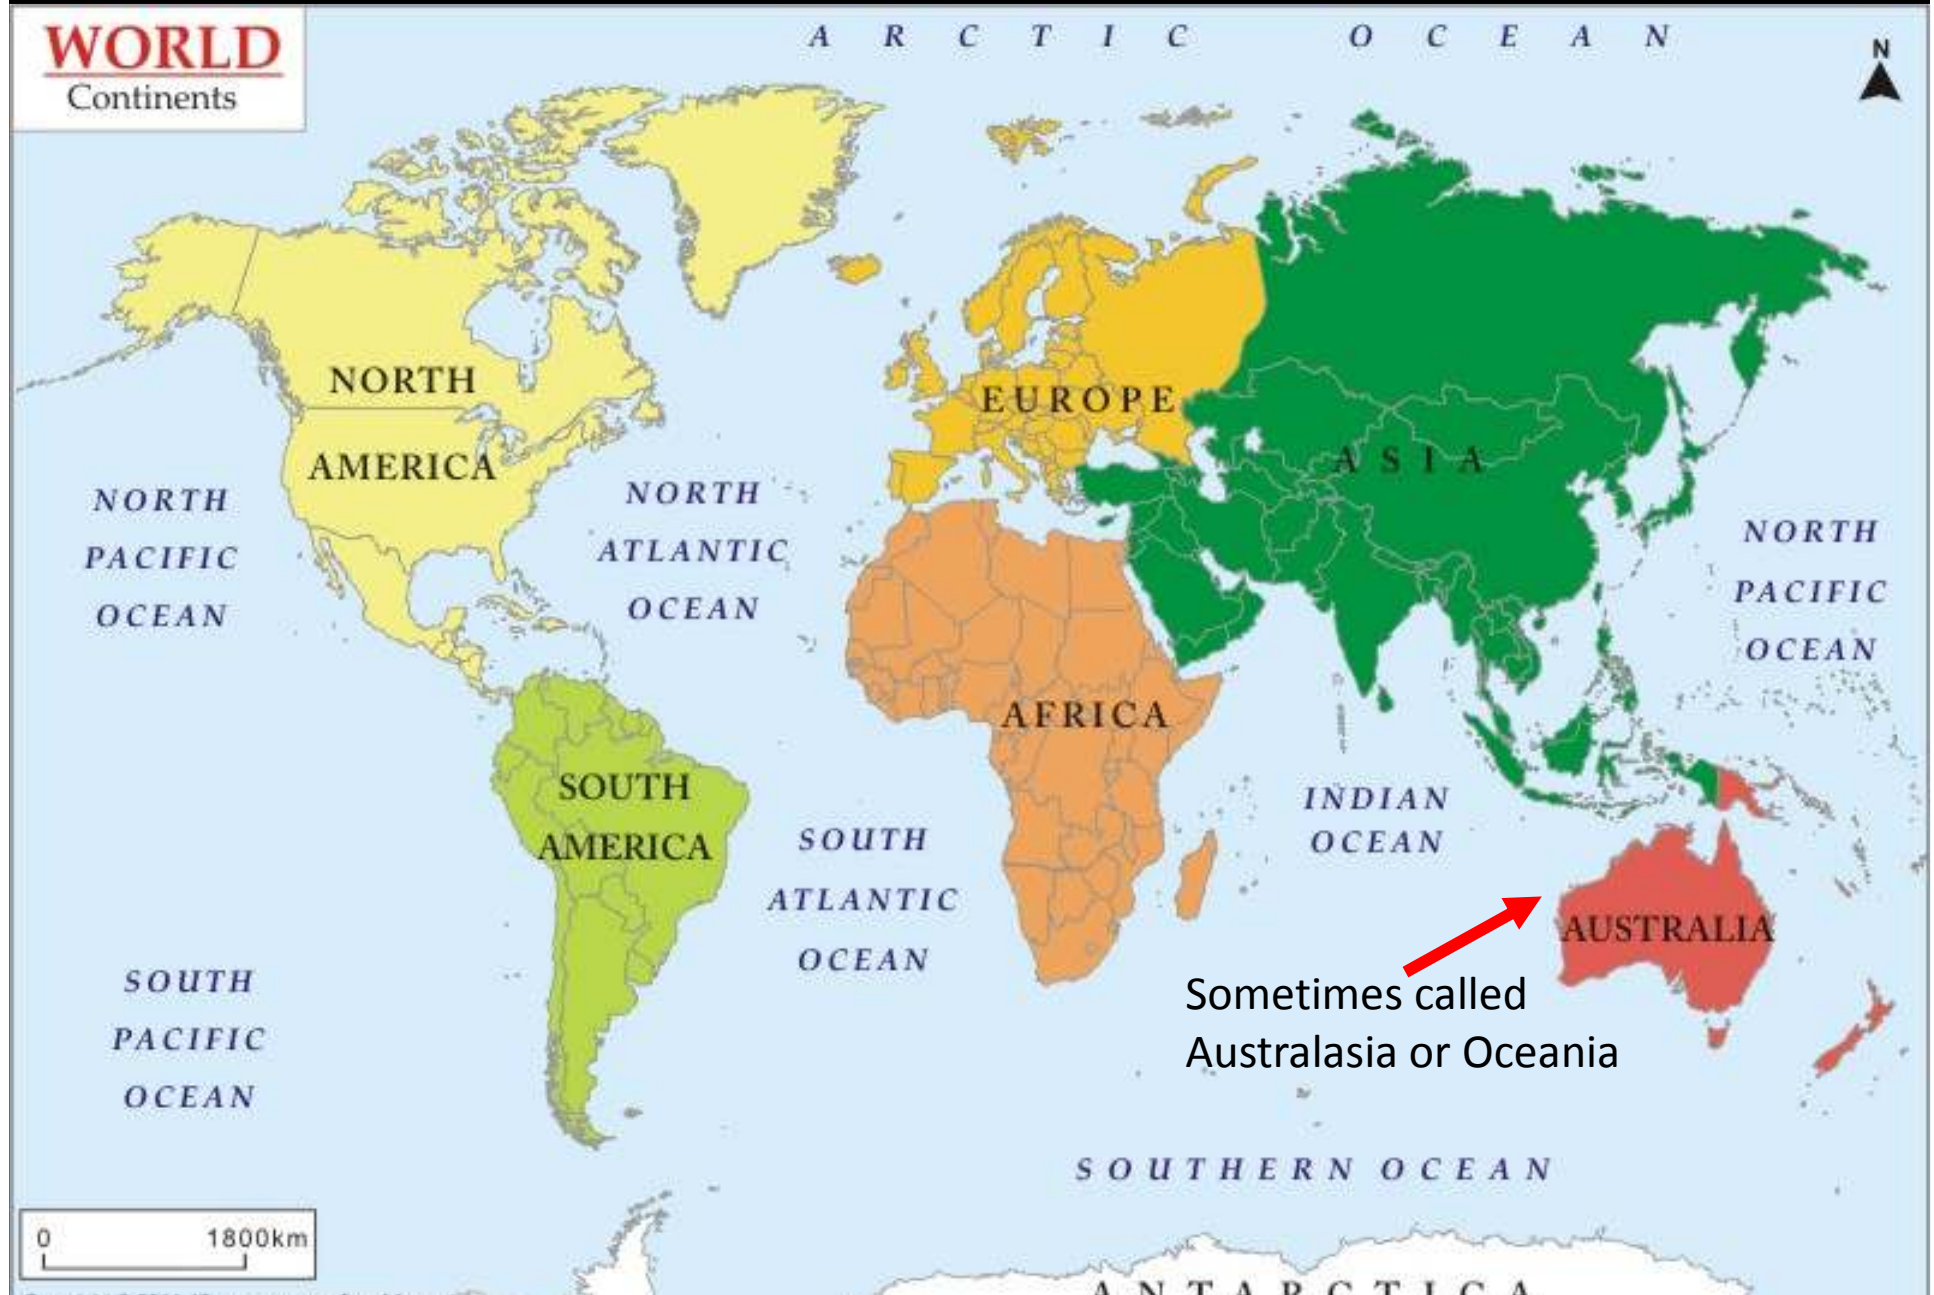 WORLD
Continents
A R C T I C O C E A N
N
NORTH
AMERICA
EUROPE
ASIA
NORTH
PACIFIC
OCEAN
NORTH
ATLANTIC
OCEAN
NORTH
PACIFIC
OCEAN
AFRICA
SOUTH
AMERICA
INDIAN
OCEAN
SOUTH
ATLANTIC
OCEAN
AUSTRALIA
Sometimes called
Australasia or Oceania
SOUTH
PACIFIC
OCEAN
SOUTHERN OCEAN
0 1800km
ANTARCTICA